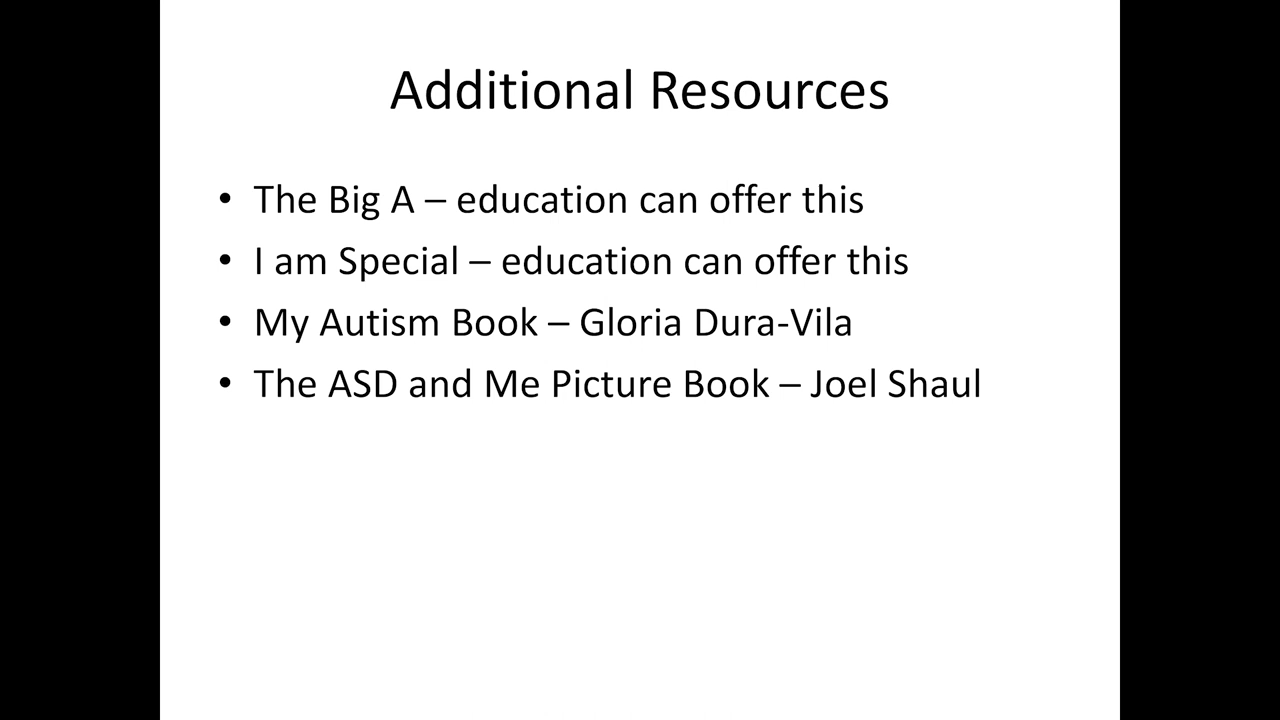 Additional Resources
• The Big A – education can offer this
• I am Special – education can offer this
• My Autism Book – Gloria Dura-Vila
• The ASD and Me Picture Book – Joel Shaul